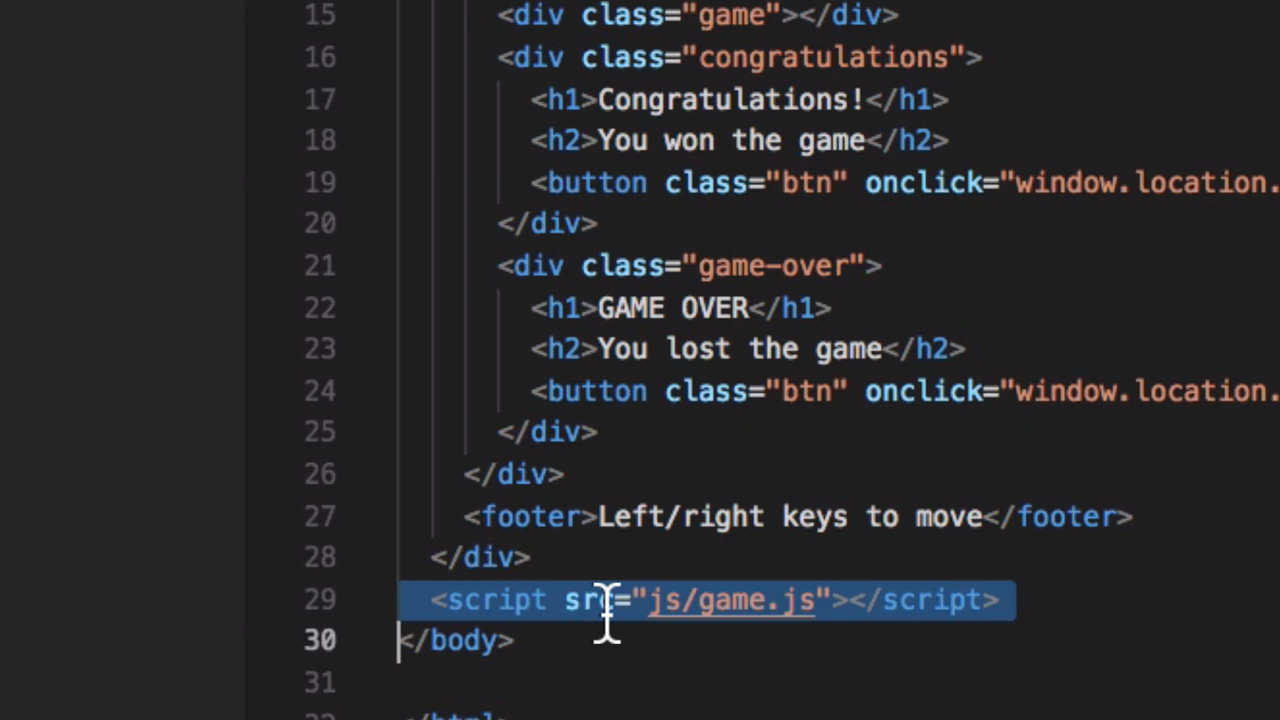 15 <div class="game"></div>
16 <div class="congratulations">
17 <h1>Congratulations!</h1>
18 <h2>You won the game</h2>
19 <button class="btn" onclick="window.location.
20 </div>
21 <div class="game-over">
22 <h1>GAME OVER</h1>
23 <h2>You lost the game</h2>
24 <button class="btn" onclick="window.location.
25 </div>
26 </div>
27 <footer>Left/right keys to move</footer>
28 </div>
29 <script src="js/game.js"></script>
30 </body>
31
32 </html>